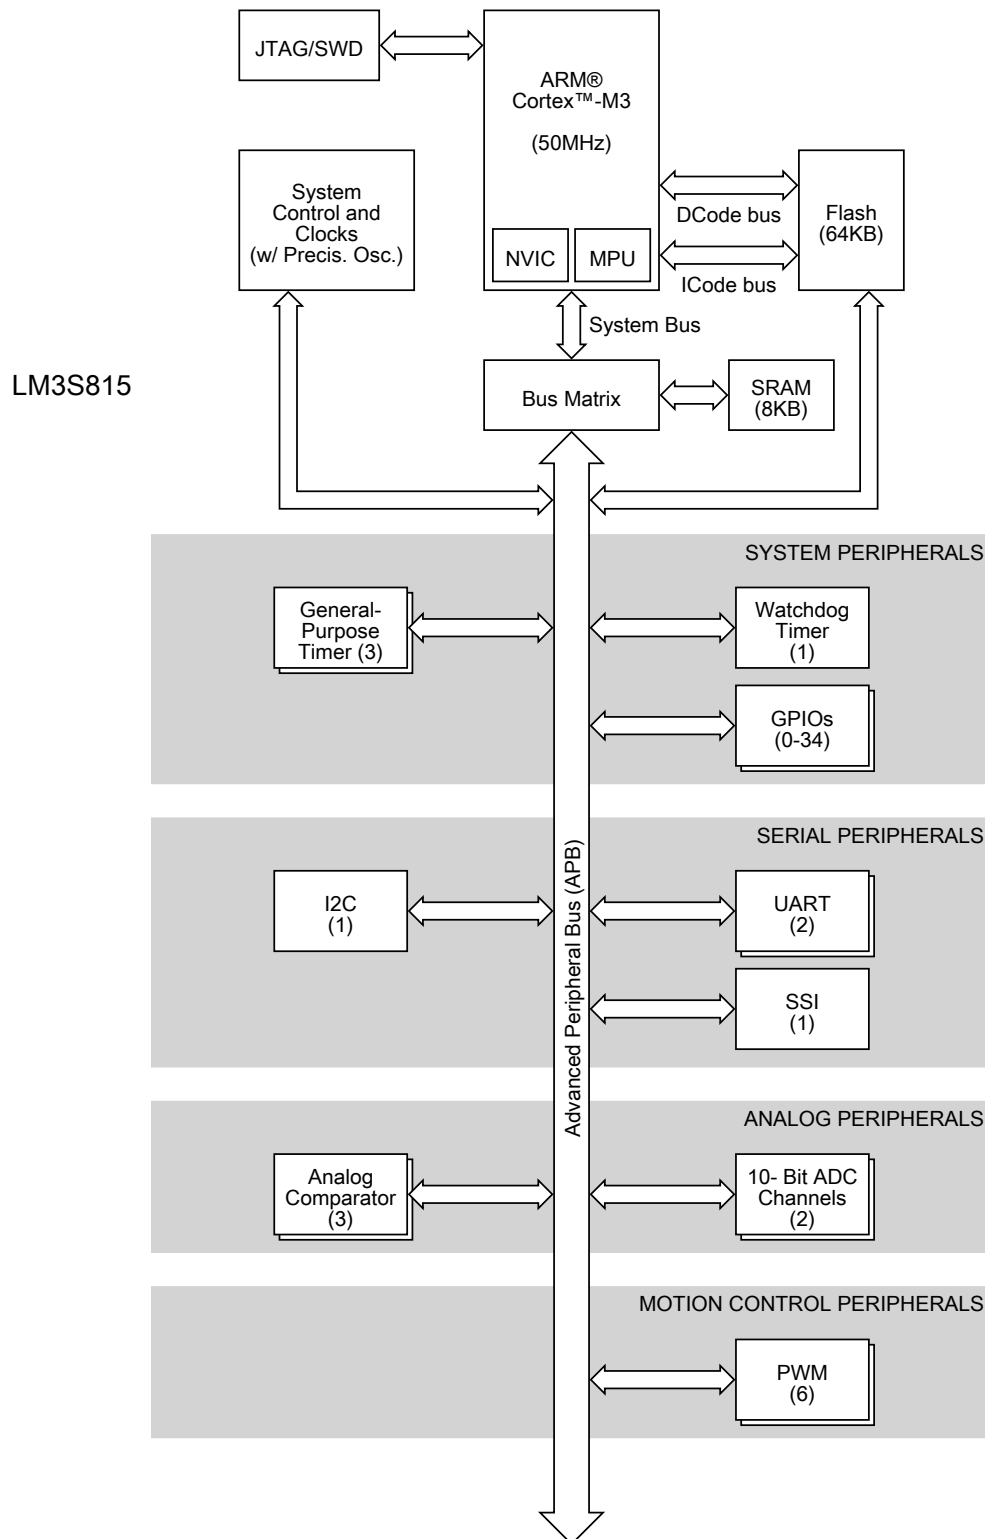 JTAG/SWD
ARM®
Cortex™-M3
(50MHz)
NVIC
MPU
System
Control and
Clocks
(w/ Precis. Osc.)
DCode bus
ICode bus
Flash
(64KB)
System Bus
LM3S815
Bus Matrix
SRAM
(8KB)
SYSTEM PERIPHERALS
General-
Purpose
Timer (3)
Watchdog
Timer
(1)
GPIOs
(0-34)
Advanced Peripheral Bus (APB)
SERIAL PERIPHERALS
I2C
(1)
UART
(2)
SSI
(1)
ANALOG PERIPHERALS
Analog
Comparator
(3)
10- Bit ADC
Channels
(2)
MOTION CONTROL PERIPHERALS
PWM
(6)